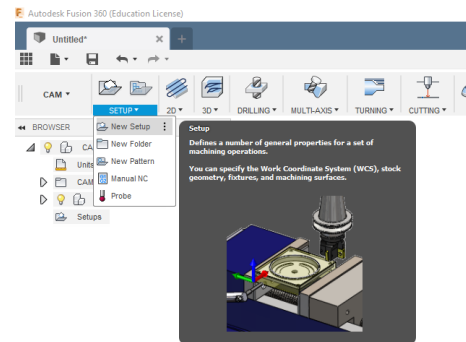 Autodesk Fusion 360 (Education License)
Untitled*
CAM
SETUP
2D
3D
DRILLING
MULTI-AXIS
TURNING
CUTTING
BROWSER
New Setup
New Folder
New Pattern
Manual NC
Probe
CA
Units
CAM
Setups
Setup
Defines a number of general properties for a set of
machining operations.
You can specify the Work Coordinate System (WCS), stock
geometry, fixtures, and machining surfaces.